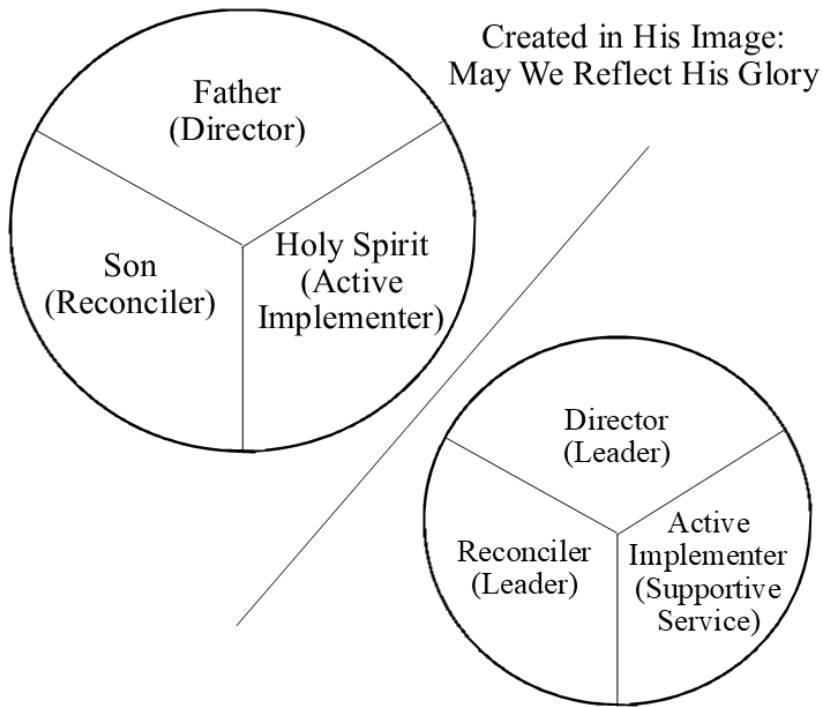 Created in His Image:
May We Reflect His Glory
Father
(Director)
Son
(Reconciler)
Holy Spirit
(Active
Implementer)
Director
(Leader)
Reconciler
(Leader)
Active
Implementer
(Supportive
Service)